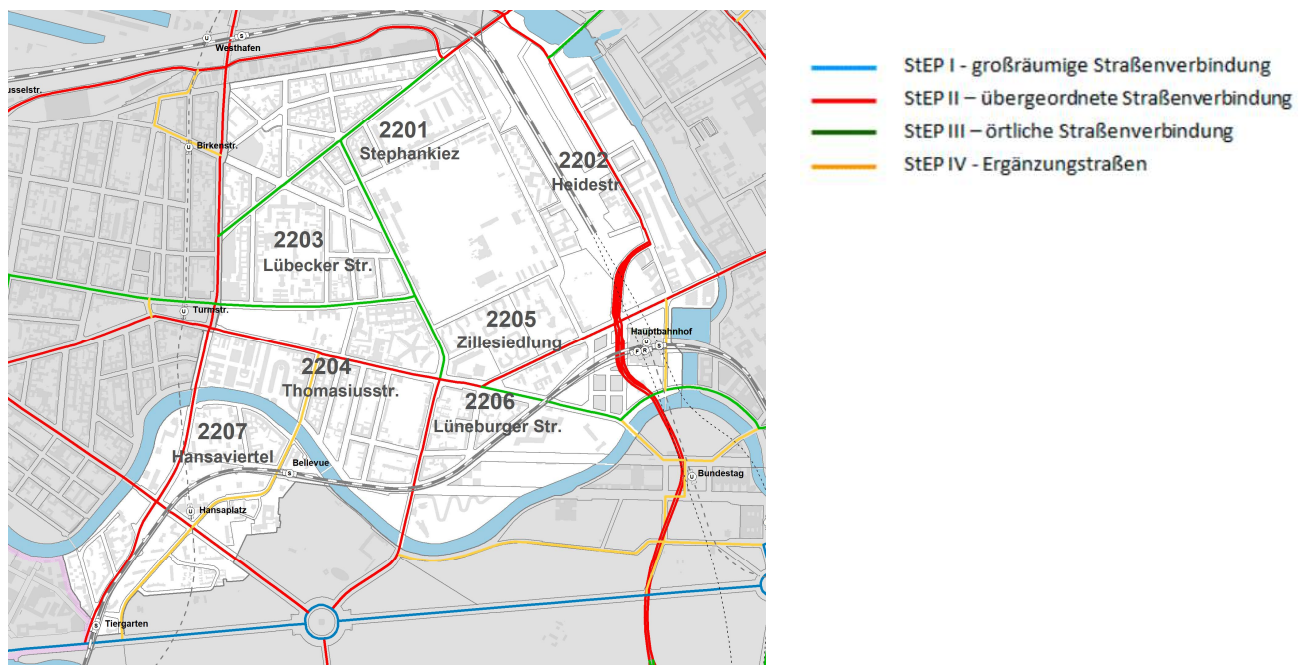 Westhafen
usselstr.
Birkenstr.
2201
Stephankiez
2202
Heidestr.
2203
Lübecker Str.
Turmstr.
2205
Zillesiedlung
Hauptbahnhof
2204
Thomasiusstr.
2206
Lüneburger Str.
2207
Hansaviertel
Bellevue
Bundestag
Hansaplatz
Tiergarten
StEP I - großräumige Straßenverbindung
StEP II – übergeordnete Straßenverbindung
StEP III – örtliche Straßenverbindung
StEP IV - Ergänzungstraßen